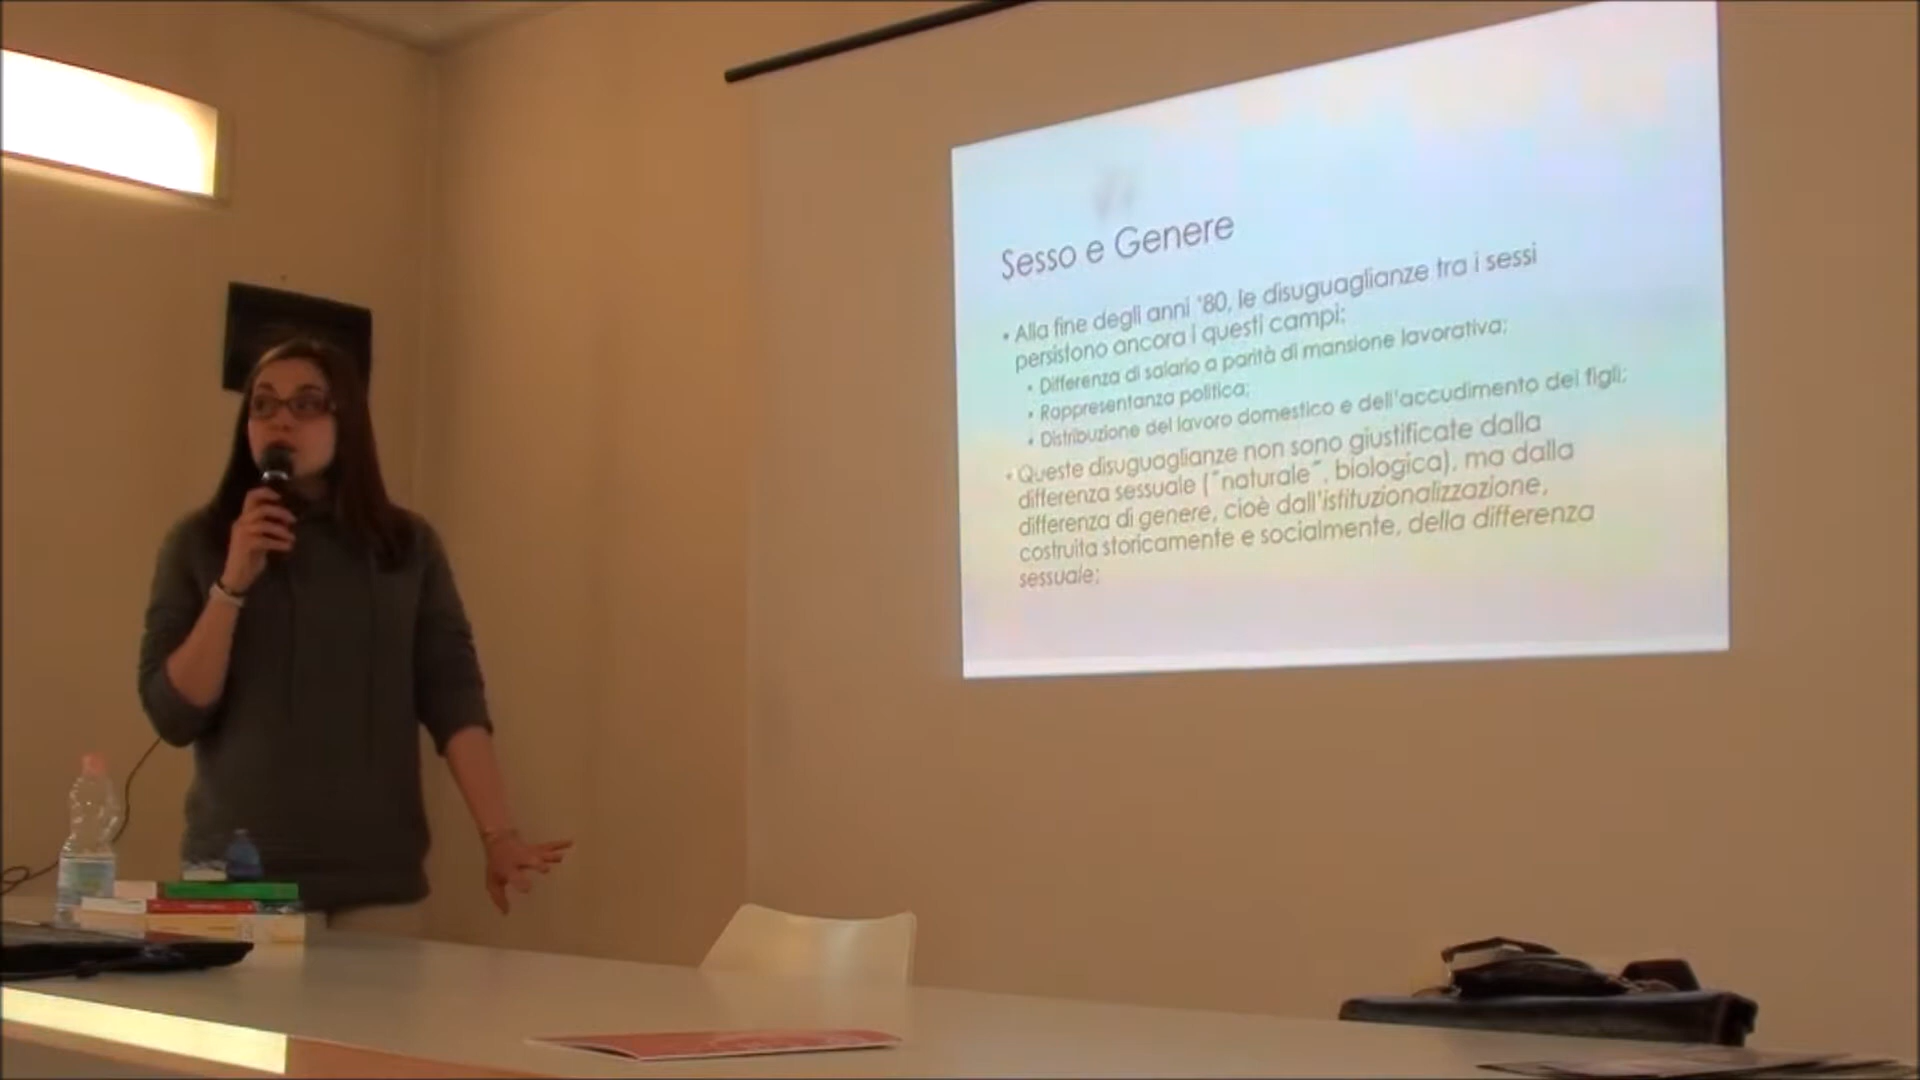 Sesso e Genere
• Alla fine degli anni '80, le disuguaglianze tra i sessi
persistono ancora i questi campi:
• Differenza di salario a parità di mansione lavorativa;
• Rappresentanza politica;
• Distribuzione del lavoro domestico e dell'accudimento dei figli;
• Queste disuguaglianze non sono giustificate dalla
differenza sessuale ("naturale", biologica), ma dalla
differenza di genere, cioè dall'istituzionalizzazione,
costruita storicamente e socialmente, della differenza
sessuale;